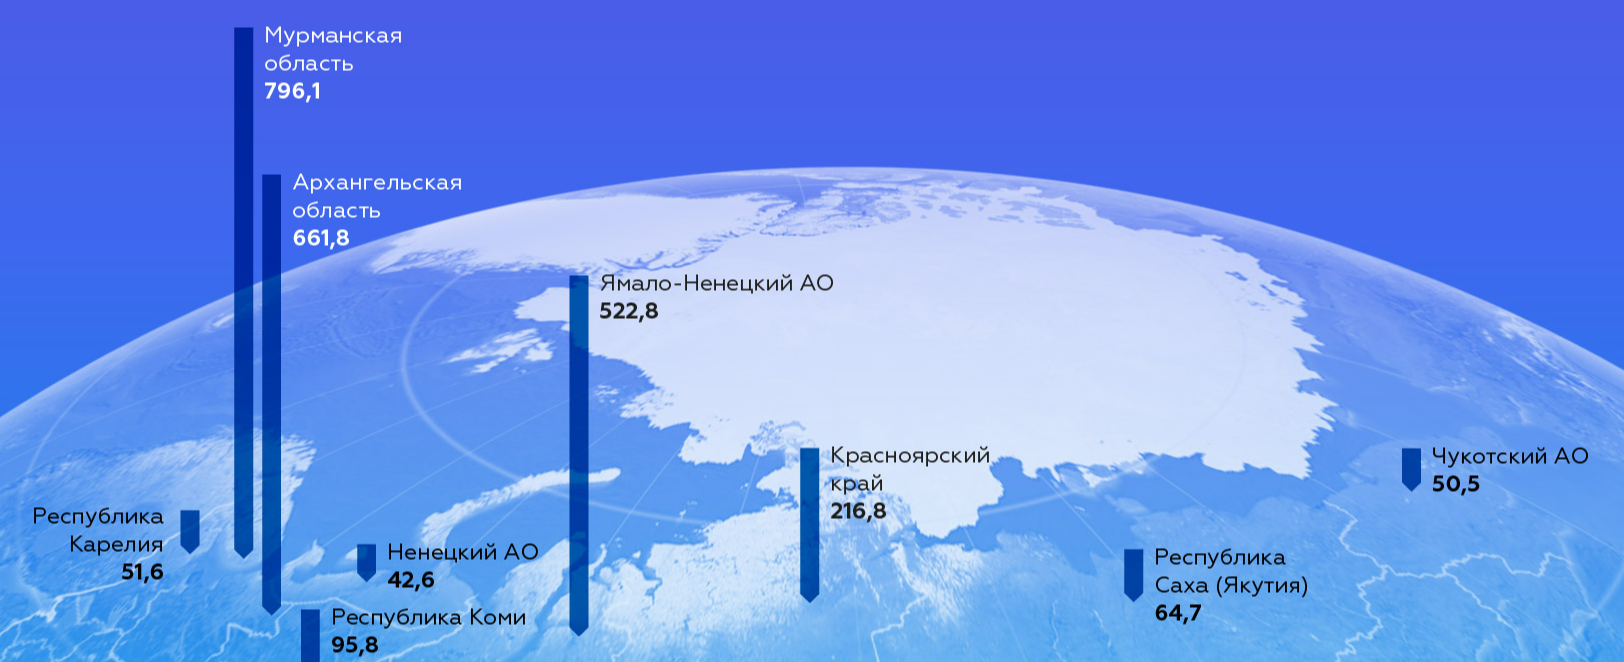 Мурманская
область
796,1
Архангельская
область
661,8
Ямало-Ненецкий АО
522,8
Красноярский
край
216,8
Чукотский АО
50,5
Республика
Карелия
51,6
Ненецкий АО
42,6
Республика
Саха (Якутия)
64,7
Республика Коми
95,8